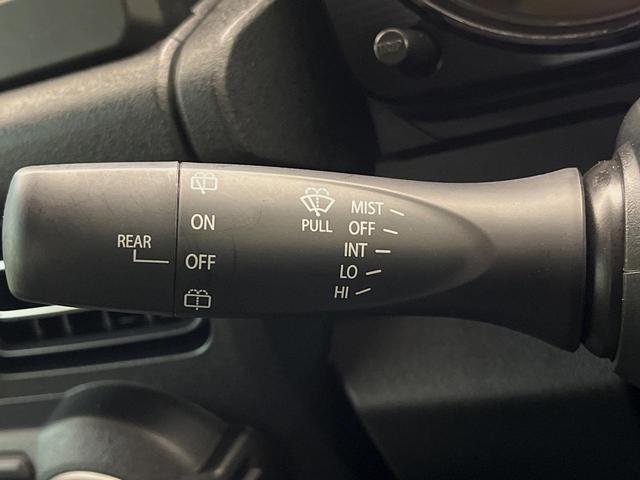 ON
REAR
OFF
PULL
MIST
OFF
INT
LO
HI